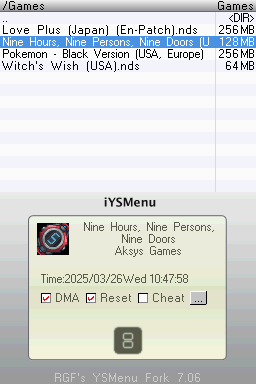 /Games Games
.. <DIR>
Love Plus (Japan) (En-Patch).nds 256MB
Nine Hours, Nine Persons, Nine Doors (U 128MB
Pokemon - Black Version (USA, Europe) 256MB
Witch's Wish (USA).nds 64MB
iYSMenu
Nine Hours, Nine Persons,
Nine Doors
Aksys Games
Time:2025/03/26Wed 10:47:58
DMA Reset Cheat ...
8
RGF's YSMenu Fork 7.06